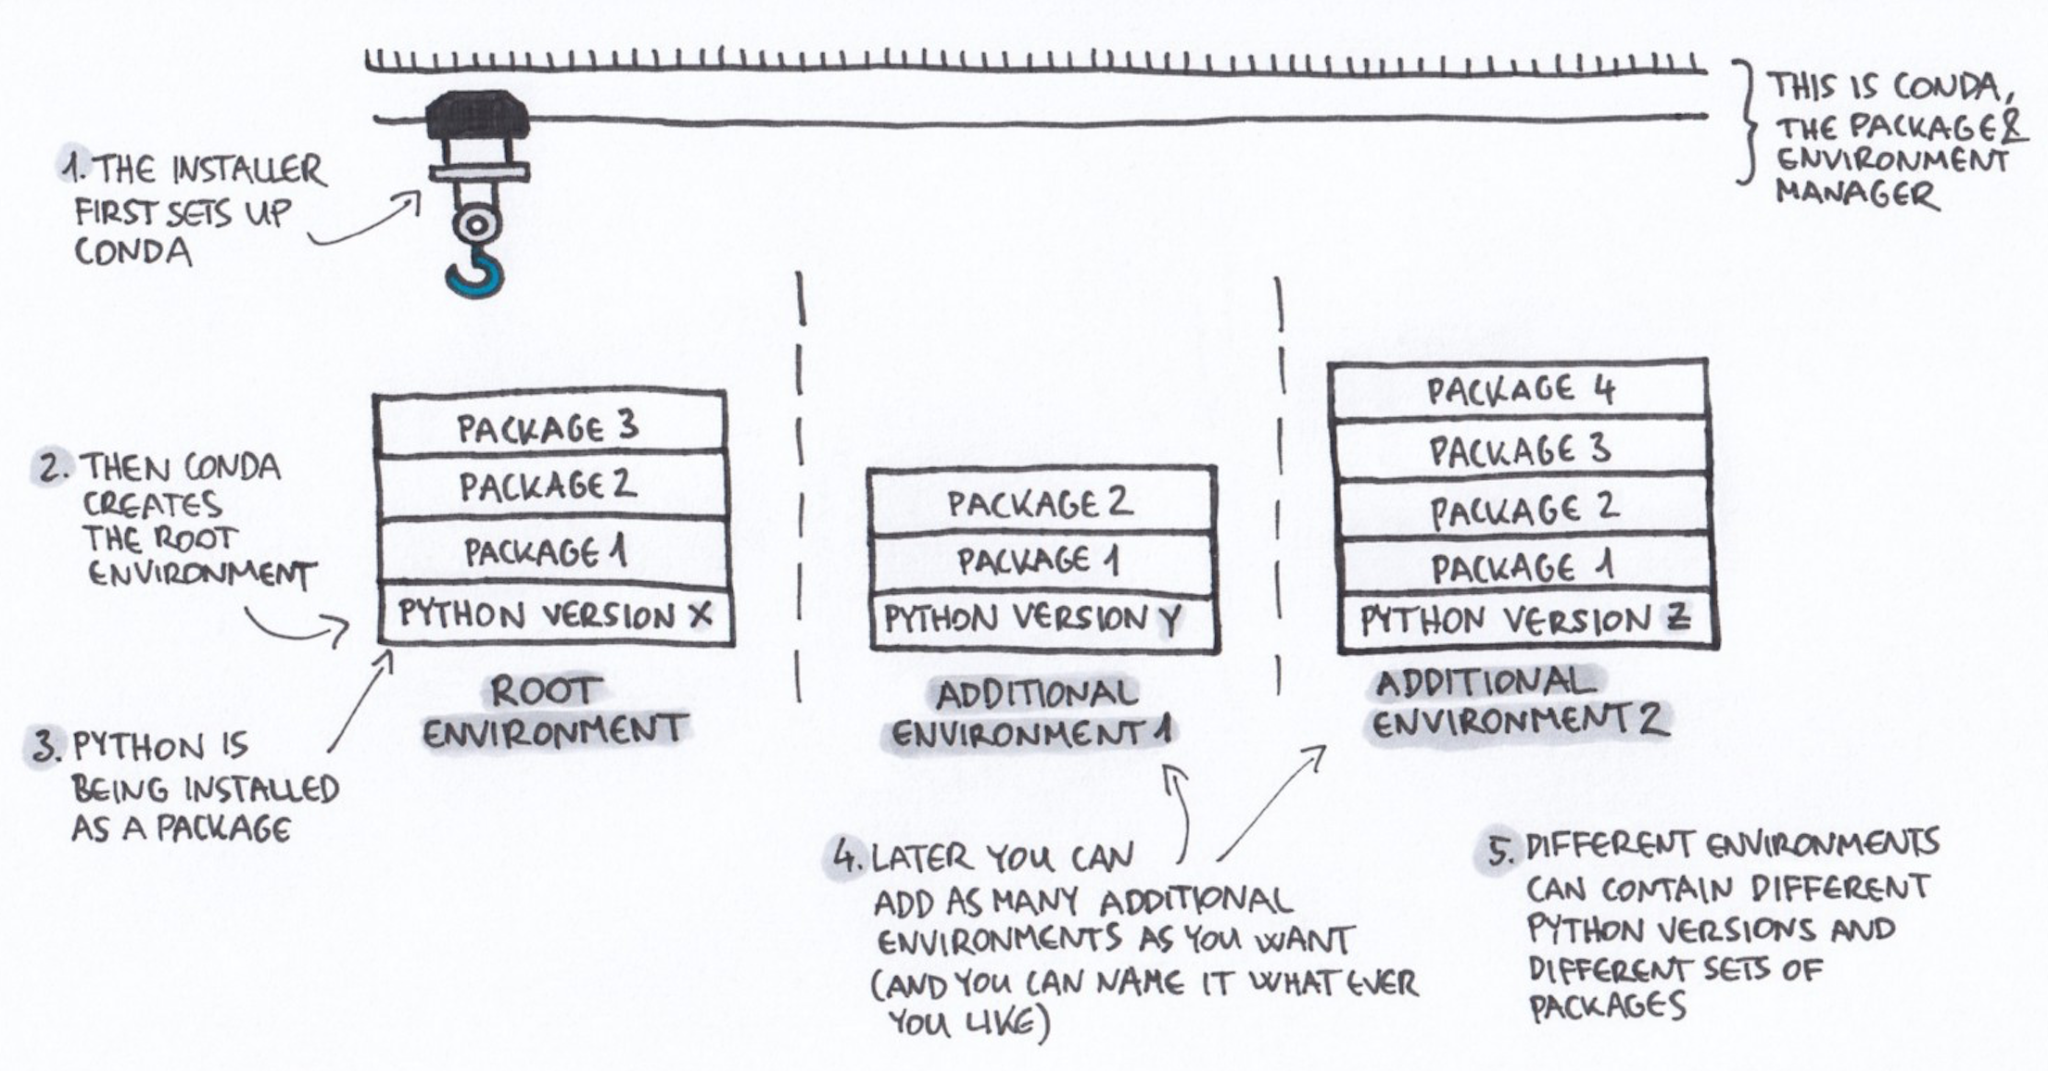 THIS IS CONDA,
THE PACKAGE &
ENVIRONMENT
MANAGER
1. THE INSTALLER
FIRST SETS UP
CONDA
2. THEN CONDA
CREATES
THE ROOT
ENVIRONMENT
3. PYTHON IS
BEING INSTALLED
AS A PACKAGE
PACKAGE 3
PACKAGE 2
PACKAGE 1
PYTHON VERSION X
ROOT
ENVIRONMENT
PACKAGE 2
PACKAGE 1
PYTHON VERSION Y
ADDITIONAL
ENVIRONMENT 1
PACKAGE 4
PACKAGE 3
PACKAGE 2
PACKAGE 1
PYTHON VERSION Z
ADDITIONAL
ENVIRONMENT 2
4. LATER YOU CAN
ADD AS MANY ADDITIONAL
ENVIRONMENTS AS YOU WANT
(AND YOU CAN NAME IT WHATEVER
YOU LIKE)
5. DIFFERENT ENVIRONMENTS
CAN CONTAIN DIFFERENT
PYTHON VERSIONS AND
DIFFERENT SETS OF
PACKAGES